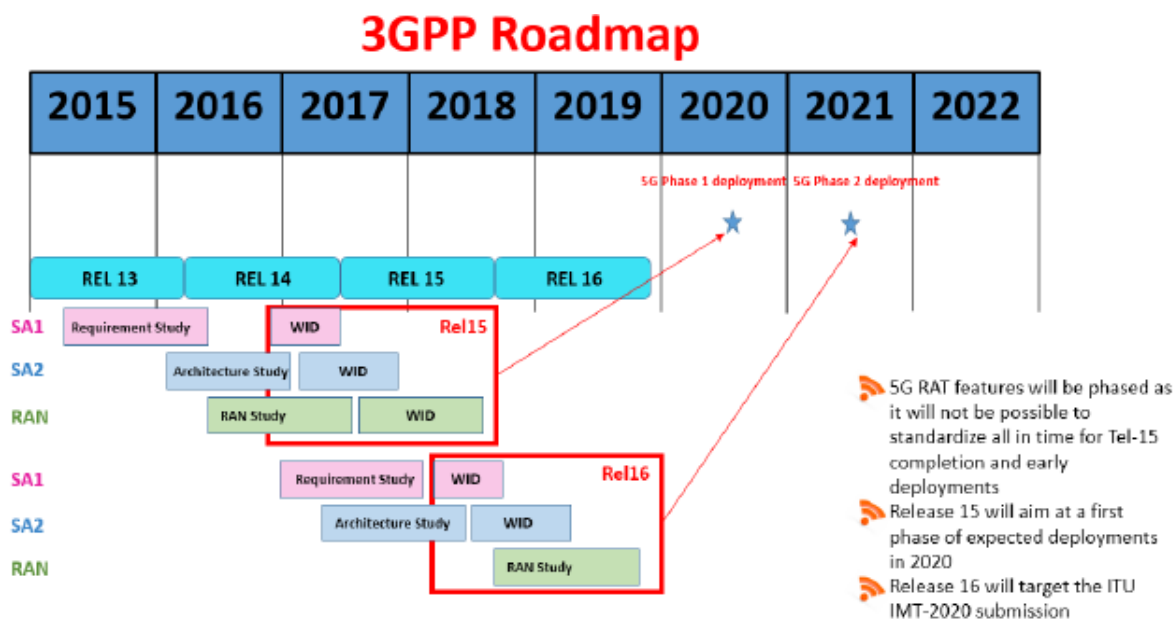 3GPP Roadmap
2015 2016 2017 2018 2019 2020 2021 2022
5G Phase 1 deployment 5G Phase 2 deployment
REL 13 REL 14 REL 15 REL 16
SA1 Requirement Study WID Rel15
SA2 Architecture Study WID
RAN RAN Study WID
SA1 Requirement Study WID Rel16
SA2 Architecture Study WID
RAN RAN Study
5G RAT features will be phased as
it will not be possible to
standardize all in time for Tel-15
completion and early
deployments
Release 15 will aim at a first
phase of expected deployments
in 2020
Release 16 will target the ITU
IMT-2020 submission